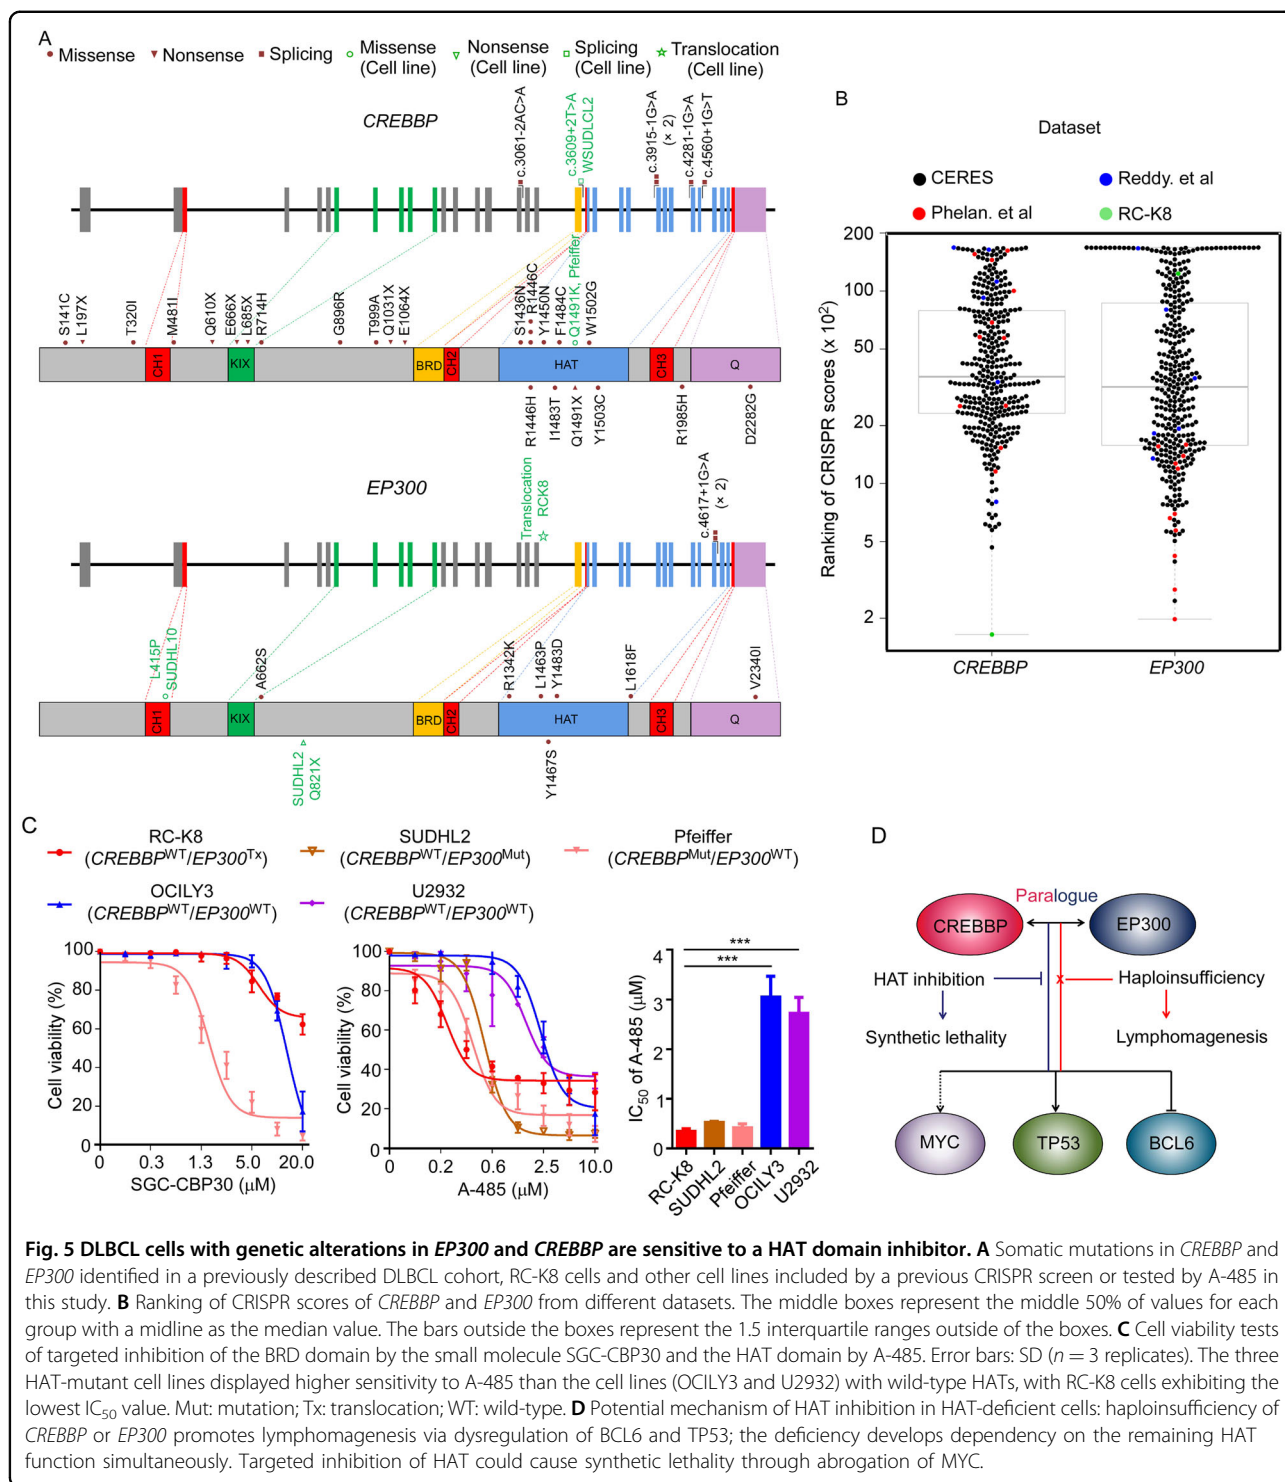 A
Missense
Nonsense
Splicing
Missense (Cell line)
Nonsense (Cell line)
Splicing (Cell line)
Translocation (Cell line)
CREBBP
c.3061-2AC>A
c.3609+2T>A
WSUDLCL2
c.3915-1G>A
(× 2)
c.4281-1G>A
c.4560+1G>T
S141C
L197X
T320I
M481I
Q610X
E666X
L685X
R714H
G896R
T999A
Q1031X
E1064X
S1436N
R1446C
Y1450N
F1484C
Q1491K, Pfeiffer
W1502G
CH1
KIX
BRD
CH2
HAT
CH3
Q
R1446H
I1483T
Q1491X
Y1503C
R1985H
D2282G
EP300
Translocation
RCK8
c.4617+1G>A
(× 2)
L415P
SUDHL10
A662S
R1342K
L1463P
Y1483D
L1618F
V2340I
CH1
KIX
BRD
CH2
HAT
CH3
Q
SUDHL2
Q821X
Y1467S
B
Dataset
CERES
Reddy. et al
Phelan. et al
RC-K8
Ranking of CRISPR scores (x 10²)
200
100
50
20
10
5
2
CREBBP
EP300
C
RC-K8
(CREBBPᵂᵀ/EP300ᵀˣ)
SUDHL2
(CREBBPᵂᵀ/EP300ᴹᵘᵗ)
Pfeiffer
(CREBBPᴹᵘᵗ/EP300ᵂᵀ)
OCILY3
(CREBBPᵂᵀ/EP300ᵂᵀ)
U2932
(CREBBPᵂᵀ/EP300ᵂᵀ)
Cell viability (%)
100
80
60
40
20
0
0 0.3 1.3 5.0 20.0
SGC-CBP30 (μM)
Cell viability (%)
100
80
60
40
20
0
0 0.2 0.6 2.5 10.0
A-485 (μM)
IC₅₀ of A-485 (μM)
4
3
2
1
0
***
***
RC-K8
SUDHL2
Pfeiffer
OCILY3
U2932
D
Paralogue
CREBBP
EP300
HAT inhibition
Haploinsufficiency
x
Synthetic lethality
Lymphomagenesis
MYC
TP53
BCL6
Fig. 5 DLBCL cells with genetic alterations in EP300 and CREBBP are sensitive to a HAT domain inhibitor. A Somatic mutations in CREBBP and
EP300 identified in a previously described DLBCL cohort, RC-K8 cells and other cell lines included by a previous CRISPR screen or tested by A-485 in
this study. B Ranking of CRISPR scores of CREBBP and EP300 from different datasets. The middle boxes represent the middle 50% of values for each
group with a midline as the median value. The bars outside the boxes represent the 1.5 interquartile ranges outside of the boxes. C Cell viability tests
of targeted inhibition of the BRD domain by the small molecule SGC-CBP30 and the HAT domain by A-485. Error bars: SD (n = 3 replicates). The three
HAT-mutant cell lines displayed higher sensitivity to A-485 than the cell lines (OCILY3 and U2932) with wild-type HATs, with RC-K8 cells exhibiting the
lowest IC₅₀ value. Mut: mutation; Tx: translocation; WT: wild-type. D Potential mechanism of HAT inhibition in HAT-deficient cells: haploinsufficiency of
CREBBP or EP300 promotes lymphomagenesis via dysregulation of BCL6 and TP53; the deficiency develops dependency on the remaining HAT
function simultaneously. Targeted inhibition of HAT could cause synthetic lethality through abrogation of MYC.